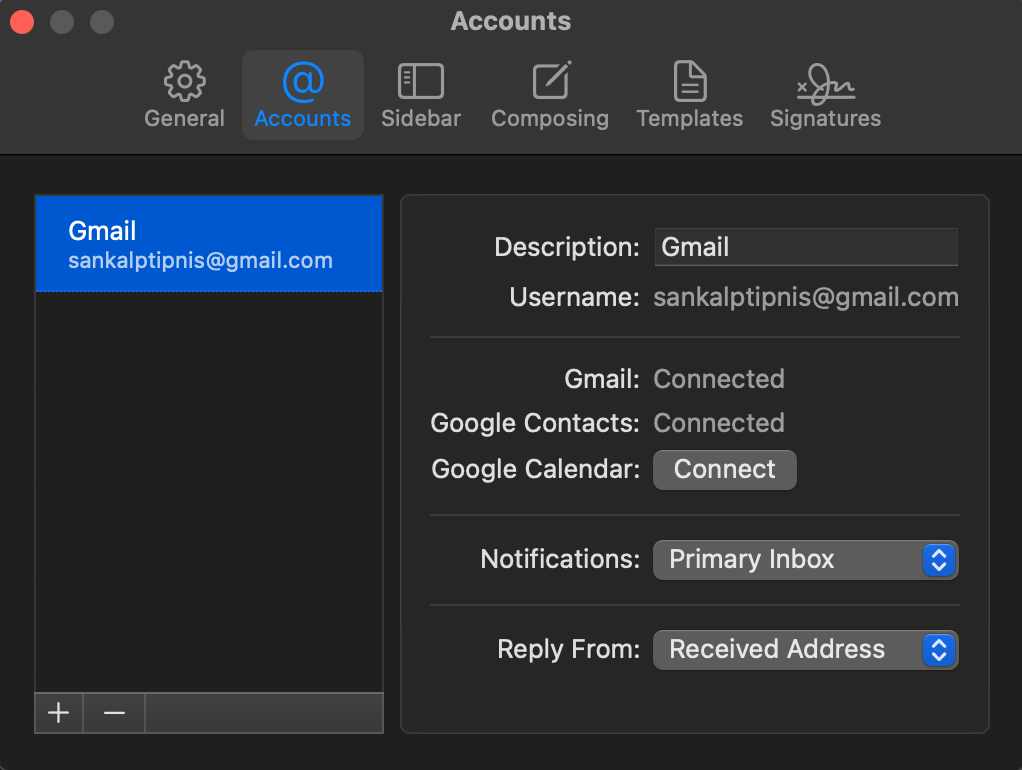 Accounts
General
Accounts
Sidebar
Composing
Templates
Signatures
Gmail
sankalptipnis@gmail.com
Description: Gmail
Username: sankalptipnis@gmail.com
Gmail: Connected
Google Contacts: Connected
Google Calendar: Connect
Notifications: Primary Inbox
Reply From: Received Address